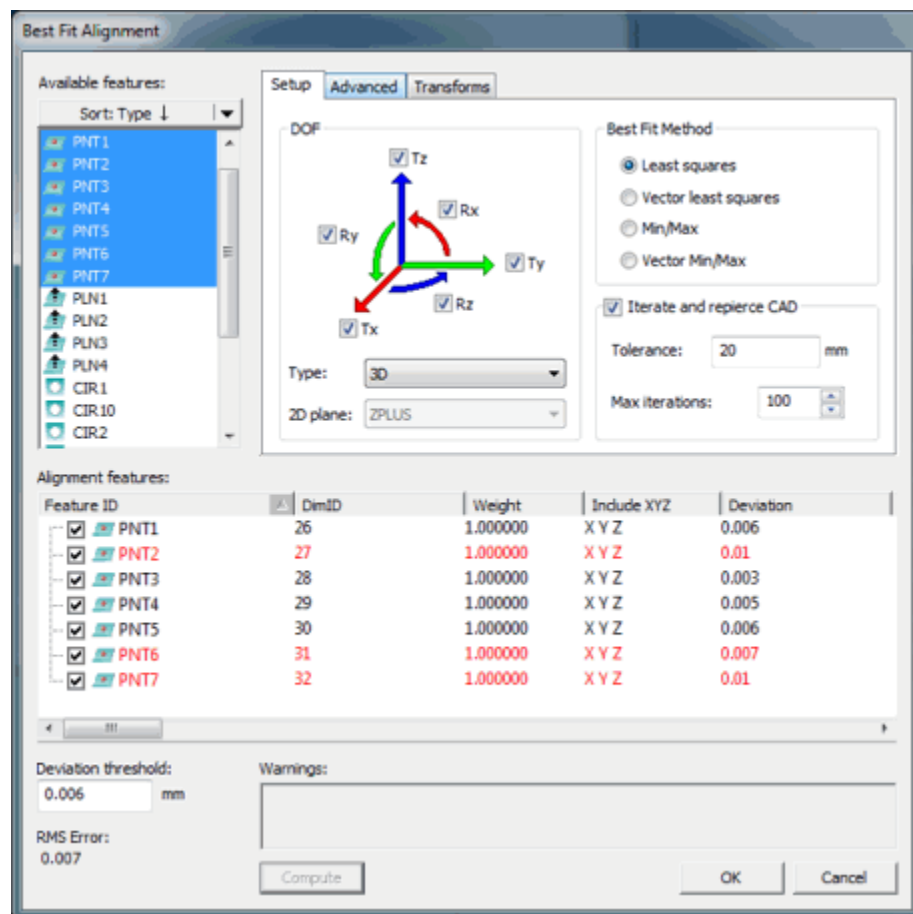 Best Fit Alignment
Available features:
Sort: Type ↓
PNT1
PNT2
PNT3
PNT4
PNT5
PNT6
PNT7
PLN1
PLN2
PLN3
PLN4
CIR1
CIR10
CIR2
Setup Advanced Transforms
DOF
Tz
Rx
Ry
Ty
Rz
Tx
Type: 3D
2D plane: ZPLUS
Best Fit Method
Least squares
Vector least squares
Min/Max
Vector Min/Max
Iterate and repierce CAD
Tolerance: 20 mm
Max iterations: 100
Alignment features:
Feature ID DimID Weight Include XYZ Deviation
PNT1 26 1.000000 X Y Z 0.006
PNT2 27 1.000000 X Y Z 0.01
PNT3 28 1.000000 X Y Z 0.003
PNT4 29 1.000000 X Y Z 0.005
PNT5 30 1.000000 X Y Z 0.006
PNT6 31 1.000000 X Y Z 0.007
PNT7 32 1.000000 X Y Z 0.01
Deviation threshold:
0.006 mm
RMS Error:
0.007
Warnings:
Compute OK Cancel